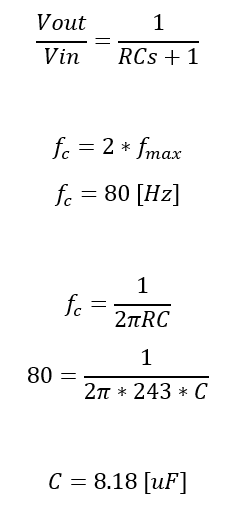 Vout/Vin = 1/(RCs + 1)
f_c = 2 * f_max
f_c = 80 [Hz]
f_c = 1/(2πRC)
80 = 1/(2π * 243 * C)
C = 8.18 [uF]